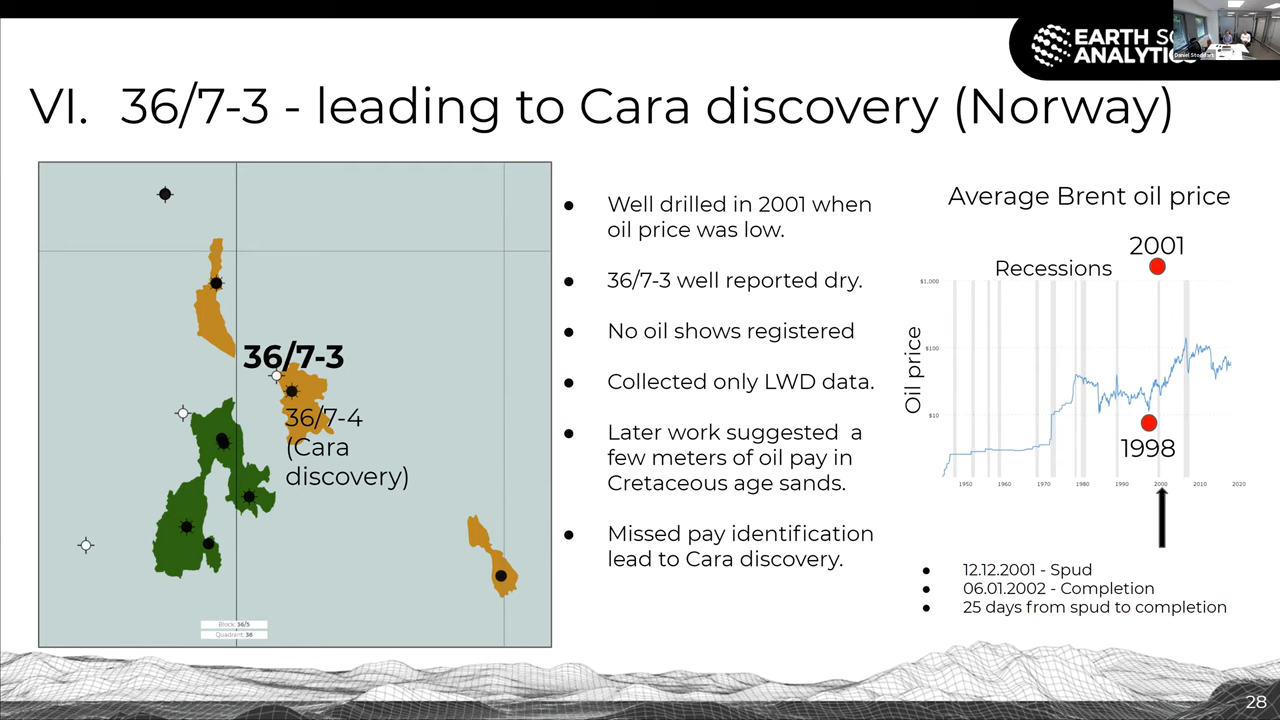 EARTH
ANALYTIC
VI. 36/7-3 - leading to Cara discovery (Norway)
36/7-3
36/7-4
(Cara
discovery)
Block: 36/5
Quadrant: 36
● Well drilled in 2001 when
oil price was low.
● 36/7-3 well reported dry.
● No oil shows registered
● Collected only LWD data.
● Later work suggested a
few meters of oil pay in
Cretaceous age sands.
● Missed pay identification
lead to Cara discovery.
Average Brent oil price
2001
Recessions
Oil price
$1,000
$100
$10
1998
1950 1960 1970 1980 1990 2000 2010 2020
● 12.12.2001 - Spud
● 06.01.2002 - Completion
● 25 days from spud to completion
28